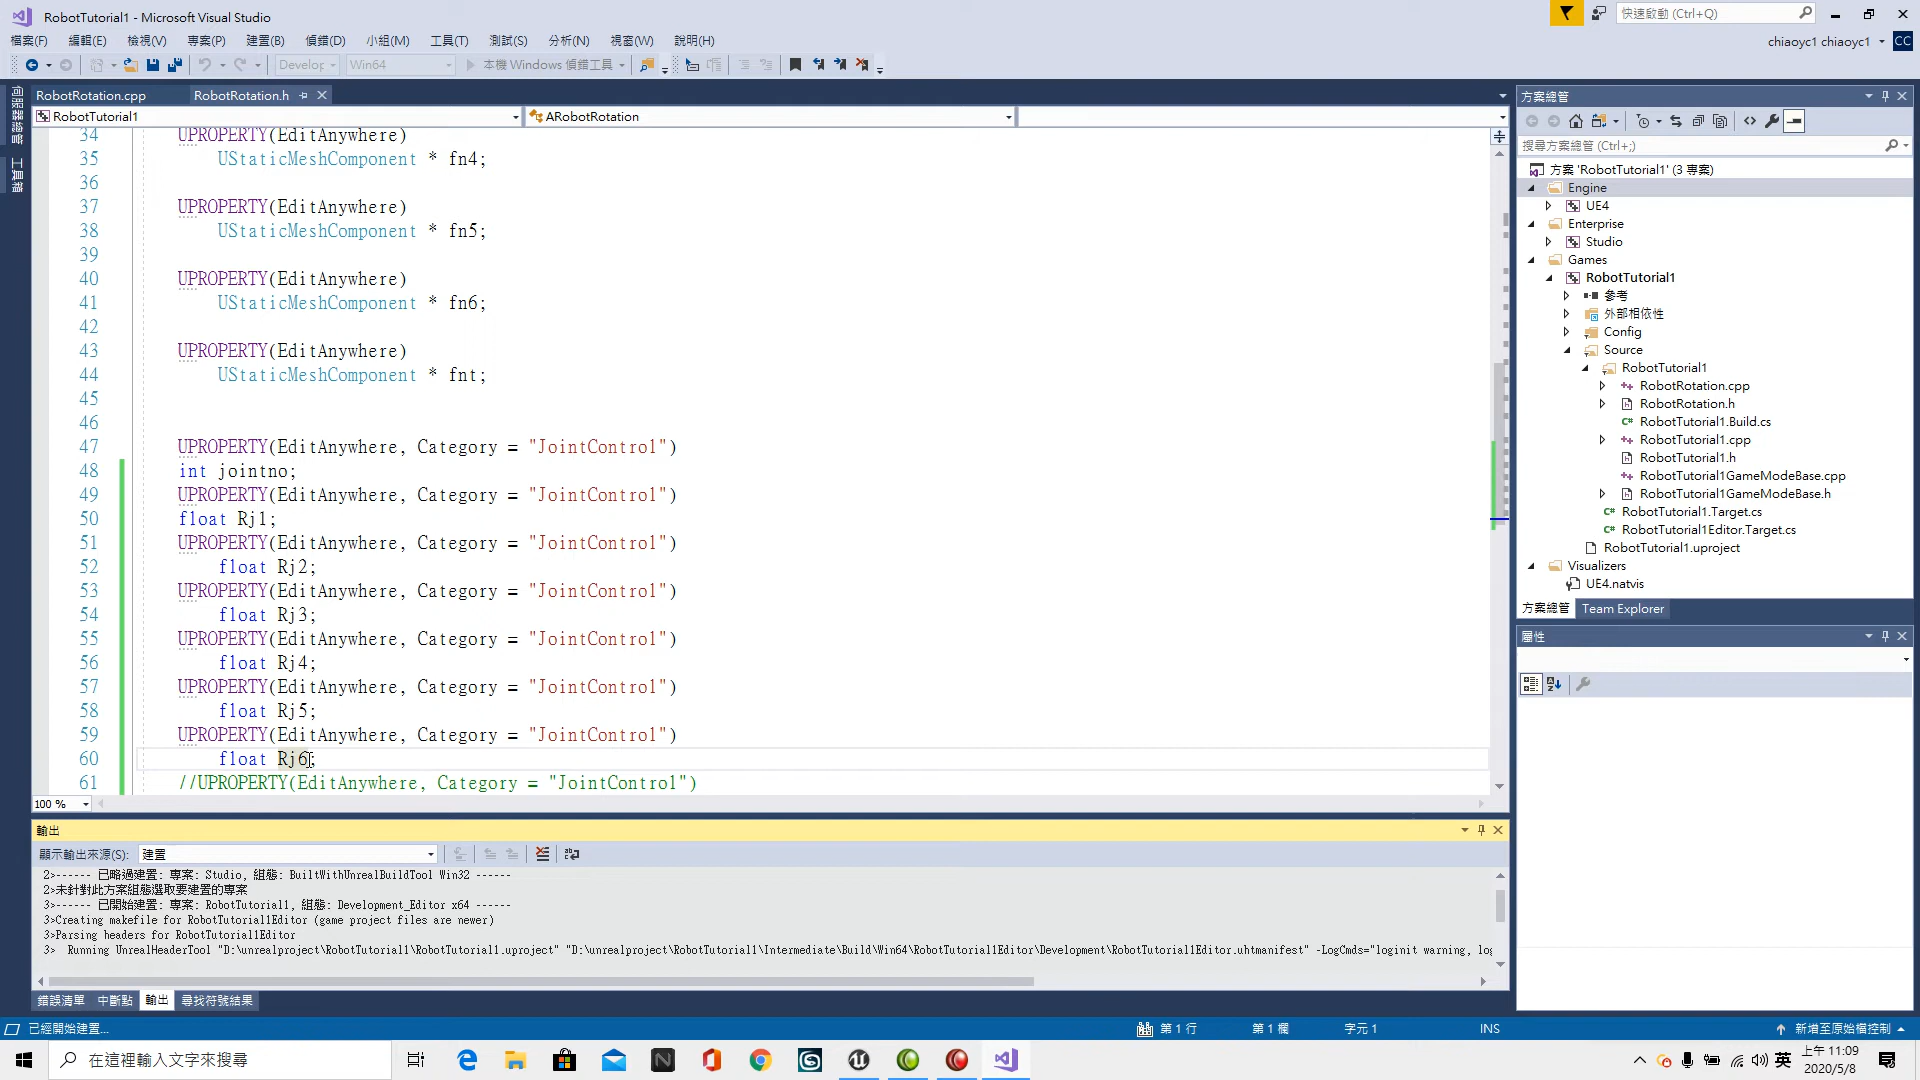 RobotTutorial1 - Microsoft Visual Studio
快速啟動 (Ctrl+Q)
檔案(F) 編輯(E) 檢視(V) 專案(P) 建置(B) 偵錯(D) 小組(M) 工具(T) 測試(S) 分析(N) 視窗(W) 說明(H)
chiaoyc1 chiaoyc1 CC
Develop Win64 本機 Windows 偵錯工具
伺服器總管
工具箱
RobotRotation.cpp RobotRotation.h
RobotTutorial1 ARobotRotation
34 UPROPERTY(EditAnywhere)
35 UStaticMeshComponent * fn4;
36
37 UPROPERTY(EditAnywhere)
38 UStaticMeshComponent * fn5;
39
40 UPROPERTY(EditAnywhere)
41 UStaticMeshComponent * fn6;
42
43 UPROPERTY(EditAnywhere)
44 UStaticMeshComponent * fnt;
45
46
47 UPROPERTY(EditAnywhere, Category = "JointControl")
48 int jointno;
49 UPROPERTY(EditAnywhere, Category = "JointControl")
50 float Rj1;
51 UPROPERTY(EditAnywhere, Category = "JointControl")
52 float Rj2;
53 UPROPERTY(EditAnywhere, Category = "JointControl")
54 float Rj3;
55 UPROPERTY(EditAnywhere, Category = "JointControl")
56 float Rj4;
57 UPROPERTY(EditAnywhere, Category = "JointControl")
58 float Rj5;
59 UPROPERTY(EditAnywhere, Category = "JointControl")
60 float Rj6;
61 //UPROPERTY(EditAnywhere, Category = "JointControl")
100 %
輸出
顯示輸出來源(S): 建置
2>------ 已略過建置: 專案: Studio, 組態: BuiltWithUnrealBuildTool Win32 ------
2>未針對此方案組態選取要建置的專案
3>------ 已開始建置: 專案: RobotTutorial1, 組態: Development_Editor x64 ------
3>Creating makefile for RobotTutorial1Editor (game project files are newer)
3>Parsing headers for RobotTutorial1Editor
3>  Running UnrealHeaderTool "D:\unrealproject\RobotTutorial1\RobotTutorial1.uproject" "D:\unrealproject\RobotTutorial1\Intermediate\Build\Win64\RobotTutorial1Editor\Development\RobotTutorial1Editor.uhtmanifest" -LogCmds="loginit warning, log
錯誤清單 中斷點 輸出 尋找符號結果
方案總管
搜尋方案總管 (Ctrl+;)
方案 'RobotTutorial1' (3 專案)
Engine
UE4
Enterprise
Studio
Games
RobotTutorial1
參考
外部相依性
Config
Source
RobotTutorial1
RobotRotation.cpp
RobotRotation.h
RobotTutorial1.Build.cs
RobotTutorial1.cpp
RobotTutorial1.h
RobotTutorial1GameModeBase.cpp
RobotTutorial1GameModeBase.h
RobotTutorial1.Target.cs
RobotTutorial1Editor.Target.cs
RobotTutorial1.uproject
Visualizers
UE4.natvis
方案總管 Team Explorer
屬性
已經開始建置... 第 1 行 第 1 欄 字元 1 INS 新增至原始檔控制
在這裡輸入文字來搜尋
英 上午 11:09
2020/5/8